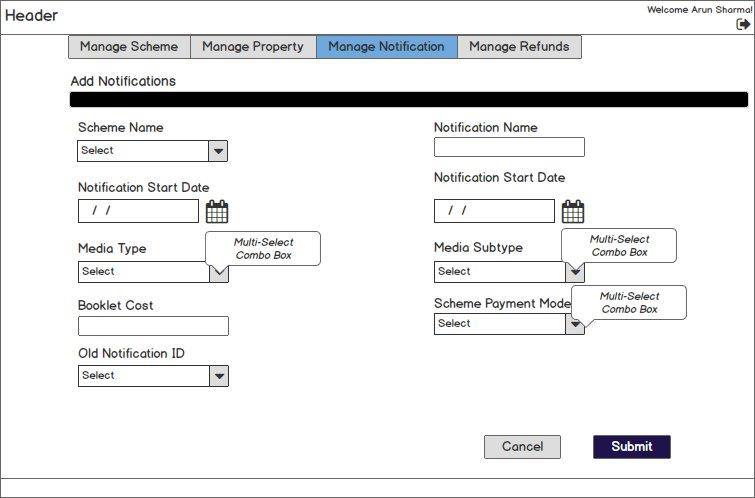 Header
Welcome Arun Sharma!
Manage Scheme Manage Property Manage Notification Manage Refunds
Add Notifications
Scheme Name
Select
Notification Name
Notification Start Date
/ /
Notification Start Date
/ /
Media Type
Select
Multi-Select
Combo Box
Media Subtype
Select
Multi-Select
Combo Box
Booklet Cost
Scheme Payment Mode
Select
Multi-Select
Combo Box
Old Notification ID
Select
Cancel Submit